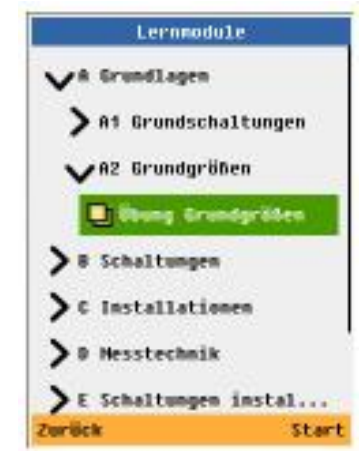 Lernmodule
A Grundlagen
A1 Grundschaltungen
A2 Grundgrößen
Übung Grundgrößen
B Schaltungen
C Installationen
D Messtechnik
E Schaltungen instal...
Zurück Start